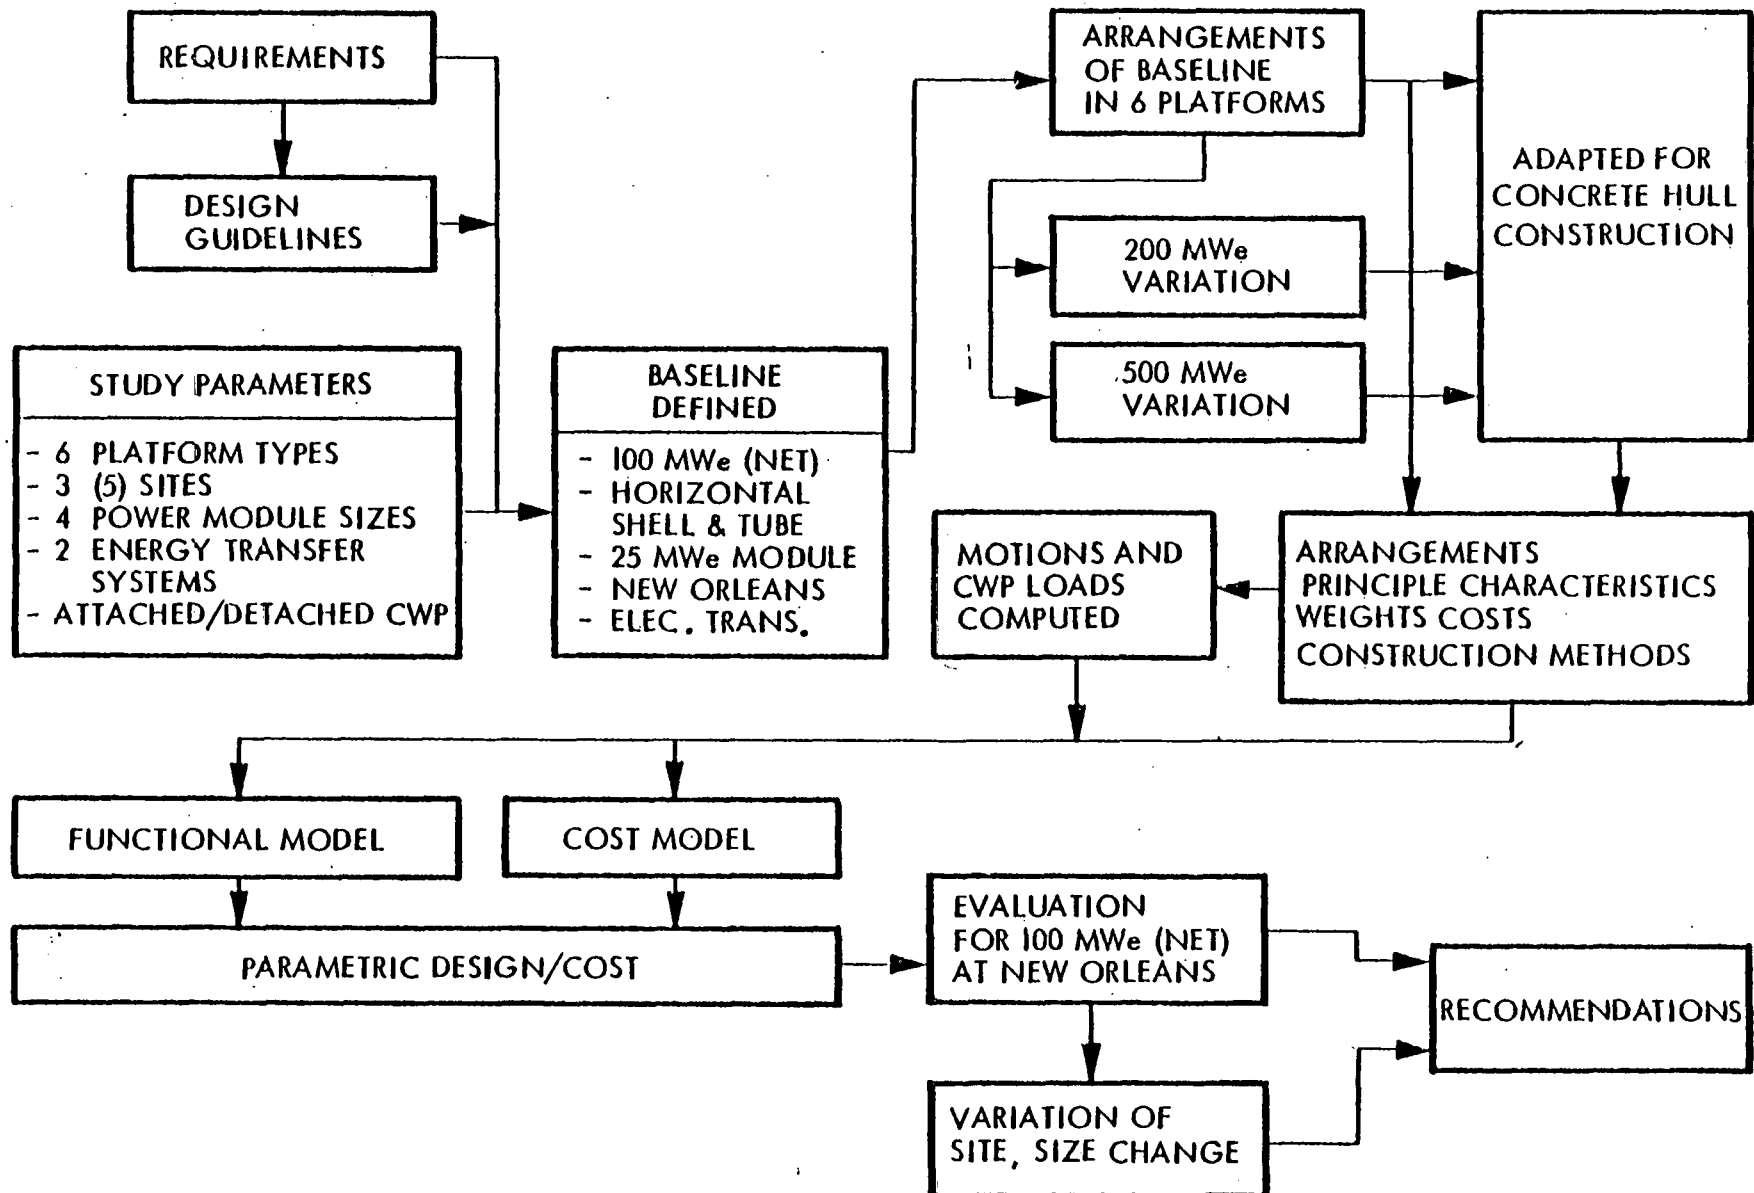 REQUIREMENTS
DESIGN
GUIDELINES
STUDY PARAMETERS
- 6 PLATFORM TYPES
- 3 (5) SITES
- 4 POWER MODULE SIZES
- 2 ENERGY TRANSFER
SYSTEMS
- ATTACHED/DETACHED CWP
BASELINE
DEFINED
- 100 MWe (NET)
- HORIZONTAL
SHELL & TUBE
- 25 MWe MODULE
- NEW ORLEANS
- ELEC. TRANS.
ARRANGEMENTS
OF BASELINE
IN 6 PLATFORMS
200 MWe
VARIATION
500 MWe
VARIATION
ADAPTED FOR
CONCRETE HULL
CONSTRUCTION
ARRANGEMENTS
PRINCIPLE CHARACTERISTICS
WEIGHTS COSTS
CONSTRUCTION METHODS
MOTIONS AND
CWP LOADS
COMPUTED
FUNCTIONAL MODEL
COST MODEL
PARAMETRIC DESIGN/COST
EVALUATION
FOR 100 MWe (NET)
AT NEW ORLEANS
VARIATION OF
SITE, SIZE CHANGE
RECOMMENDATIONS